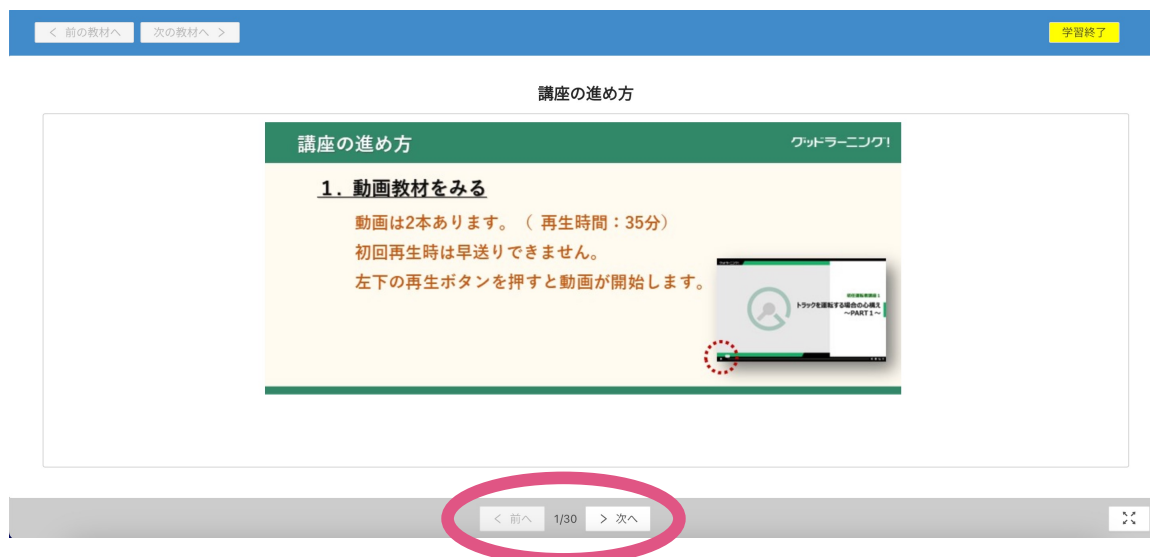 < 前の教材へ 次の教材へ > 学習終了
講座の進め方
講座の進め方 グッドラーニング!
1. 動画教材をみる
動画は2本あります。（ 再生時間：35分）
初回再生時は早送りできません。
左下の再生ボタンを押すと動画が開始します。
トラックを運転する場合の心構え
～PART 1～
< 前へ 1/30 > 次へ